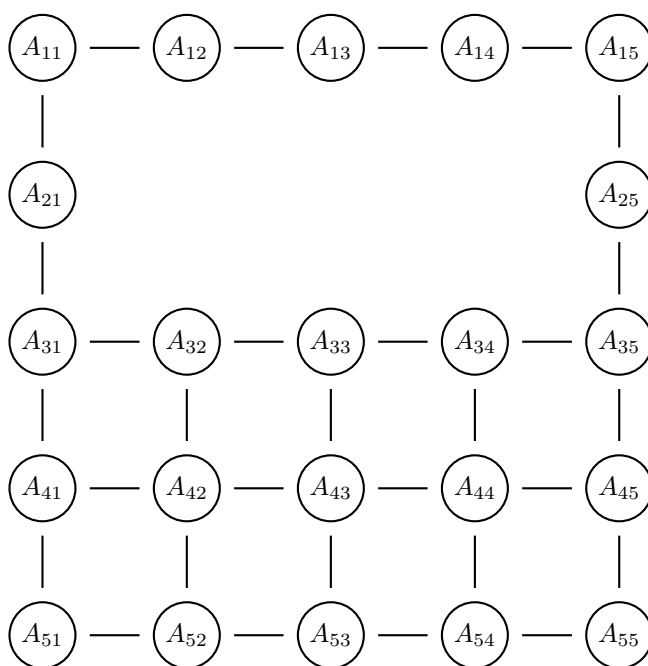 A₁₁ A₁₂ A₁₃ A₁₄ A₁₅
A₂₁ A₂₅
A₃₁ A₃₂ A₃₃ A₃₄ A₃₅
A₄₁ A₄₂ A₄₃ A₄₄ A₄₅
A₅₁ A₅₂ A₅₃ A₅₄ A₅₅